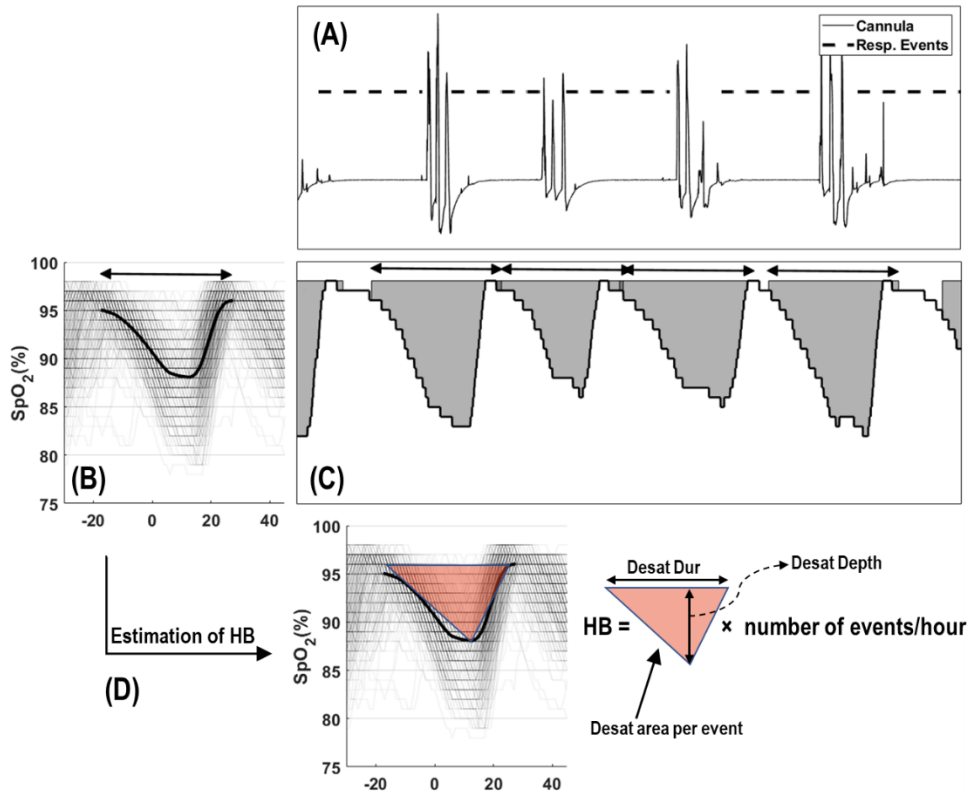 (A)
Cannula
Resp. Events
100
95
90
85
80
75
SpO2(%)
(B)
-20 0 20 40
(C)
100
95
90
85
80
75
SpO2(%)
-20 0 20 40
Estimation of HB
(D)
Desat Dur
Desat Depth
HB = × number of events/hour
Desat area per event